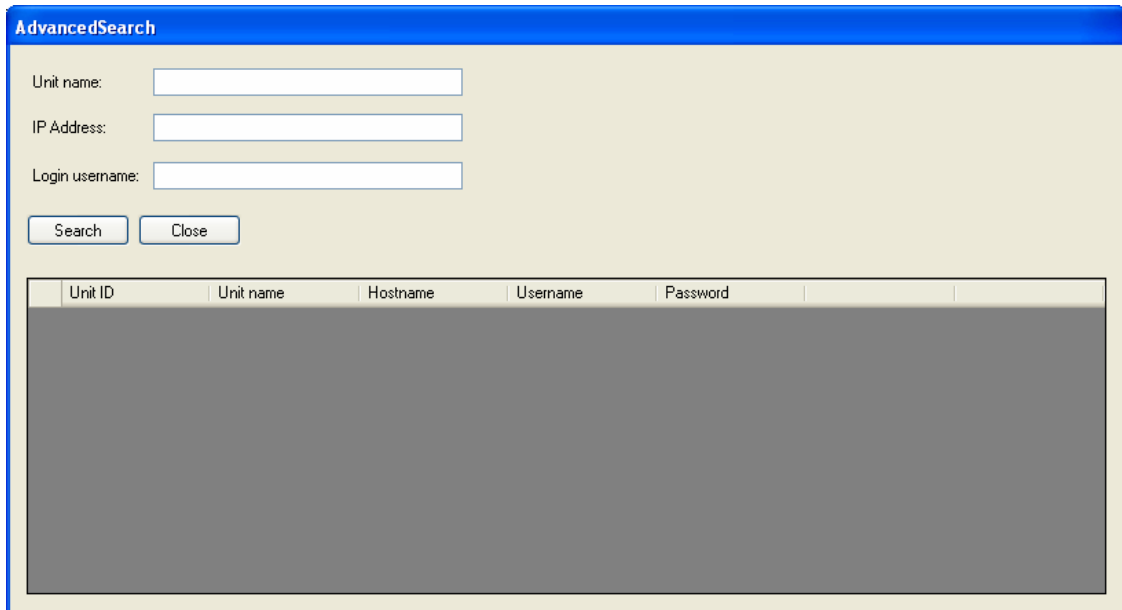 AdvancedSearch
Unit name:
IP Address:
Login username:
Search Close
Unit ID Unit name Hostname Username Password